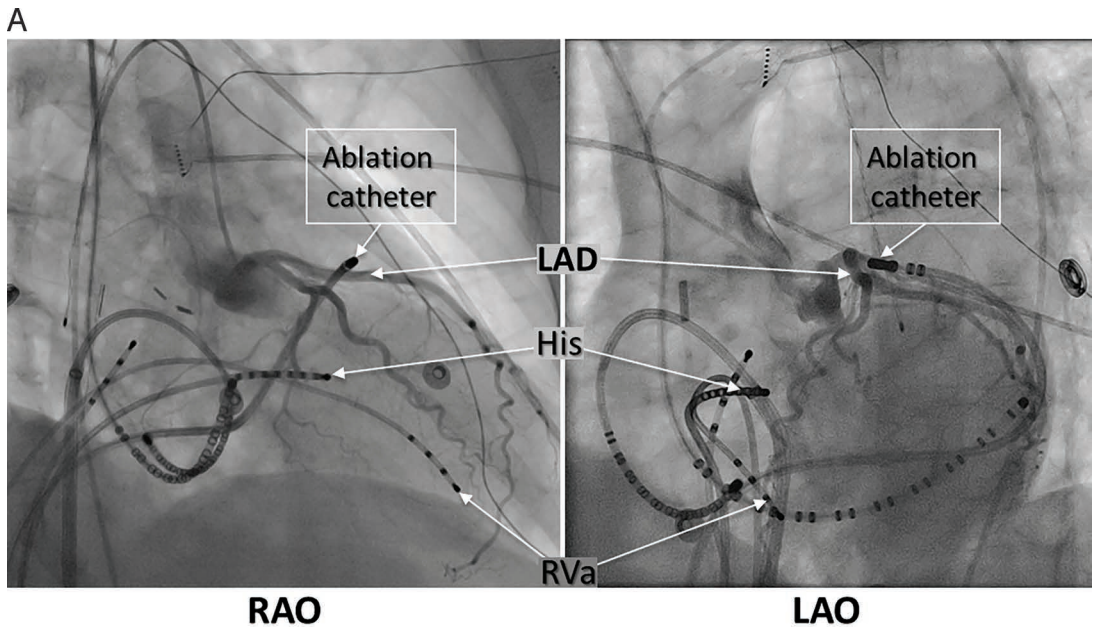 A
Ablation
catheter
Ablation
catheter
LAD
His
RVa
RAO
LAO